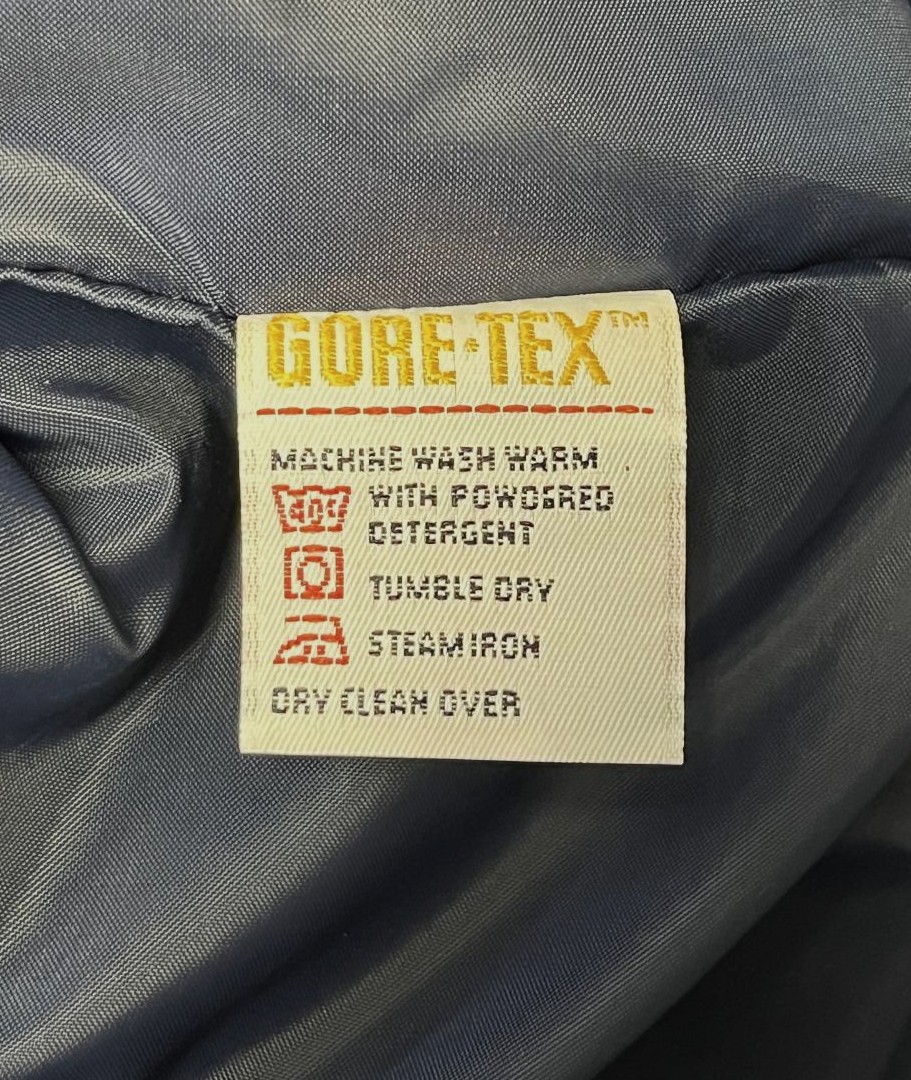 GORE-TEX™
MACHINE WASH WARM
40°
WITH POWDERED
DETERGENT
TUMBLE DRY
STEAM IRON
DRY CLEAN OVER